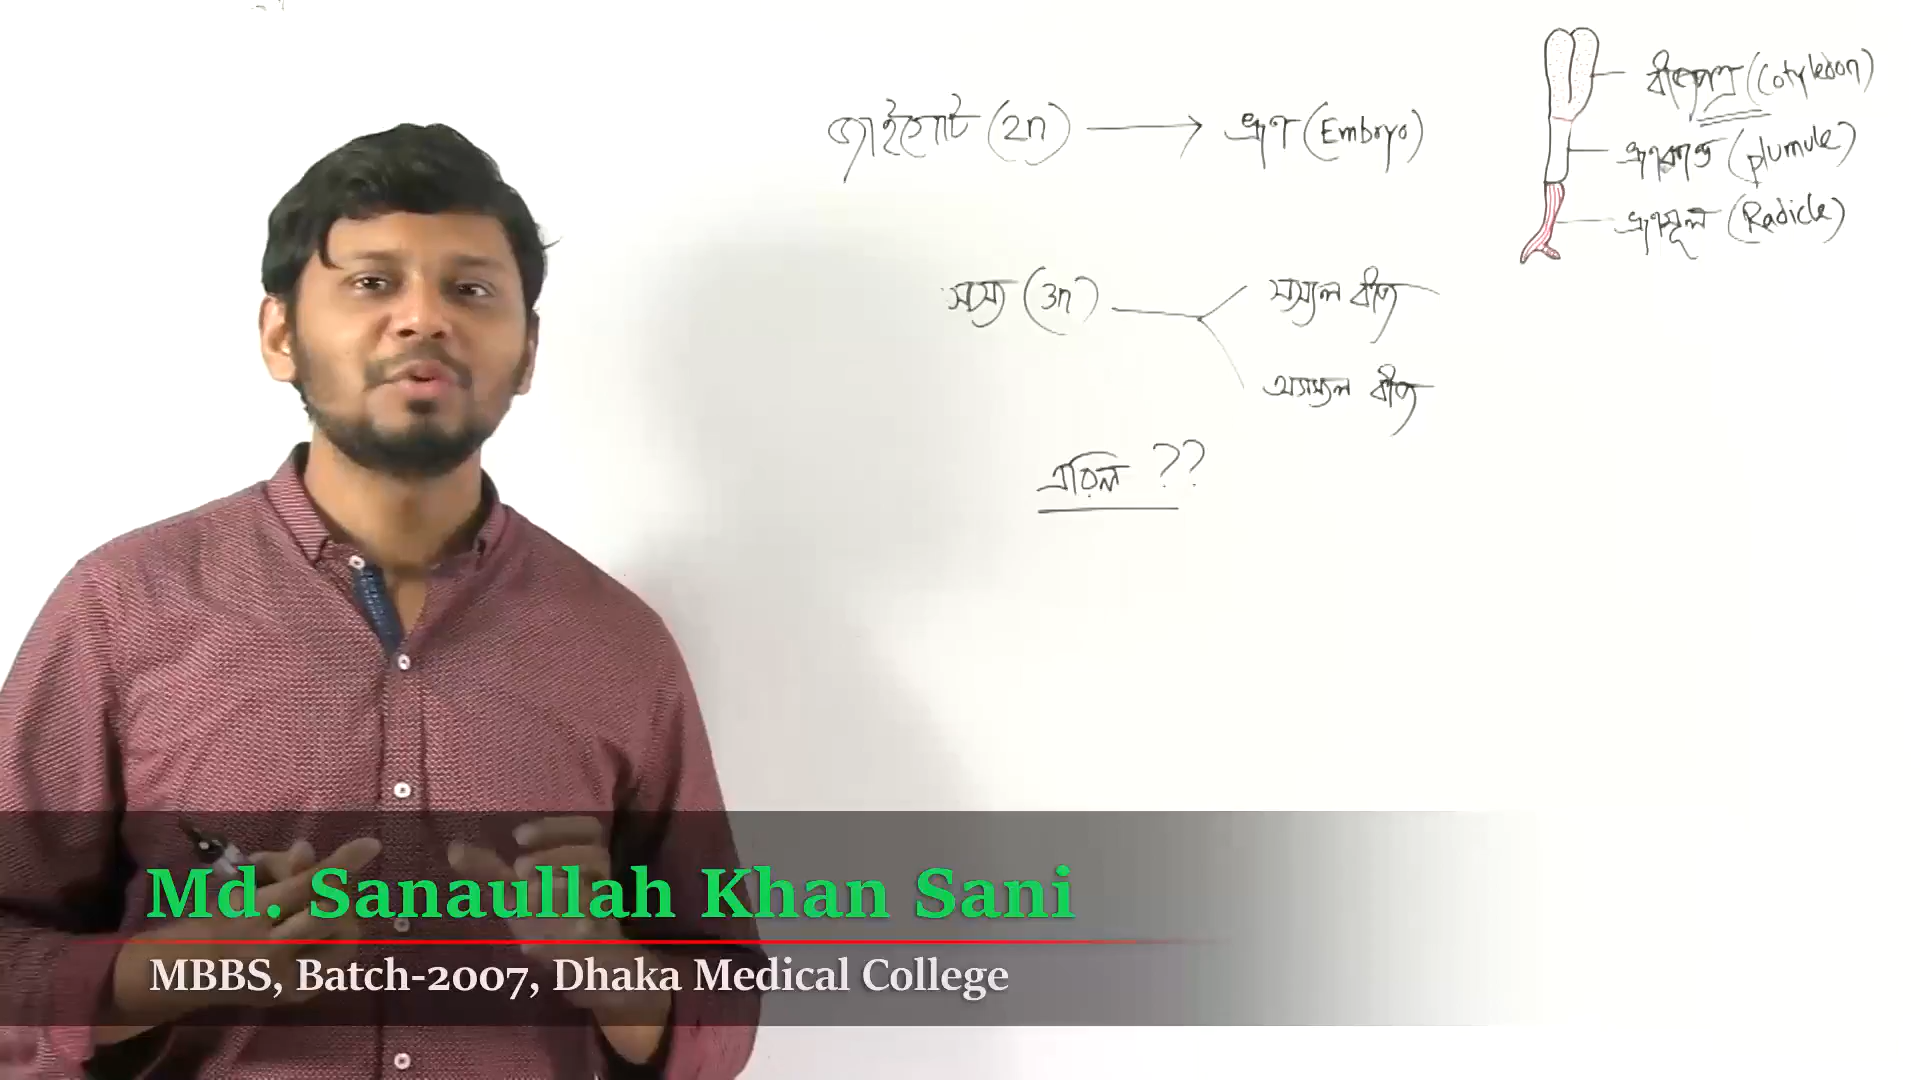 জাইগোট (2n) → ভ্রূণ (Embryo)
বীজপত্র (Cotyledon)
ভ্রূণকান্ড (plumule)
ভ্রূণমূল (Radicle)
সস্য (3n)
সস্যল বীজ
অসস্যল বীজ
এরিল ??
Md. Sanaullah Khan Sani
MBBS, Batch-2007, Dhaka Medical College